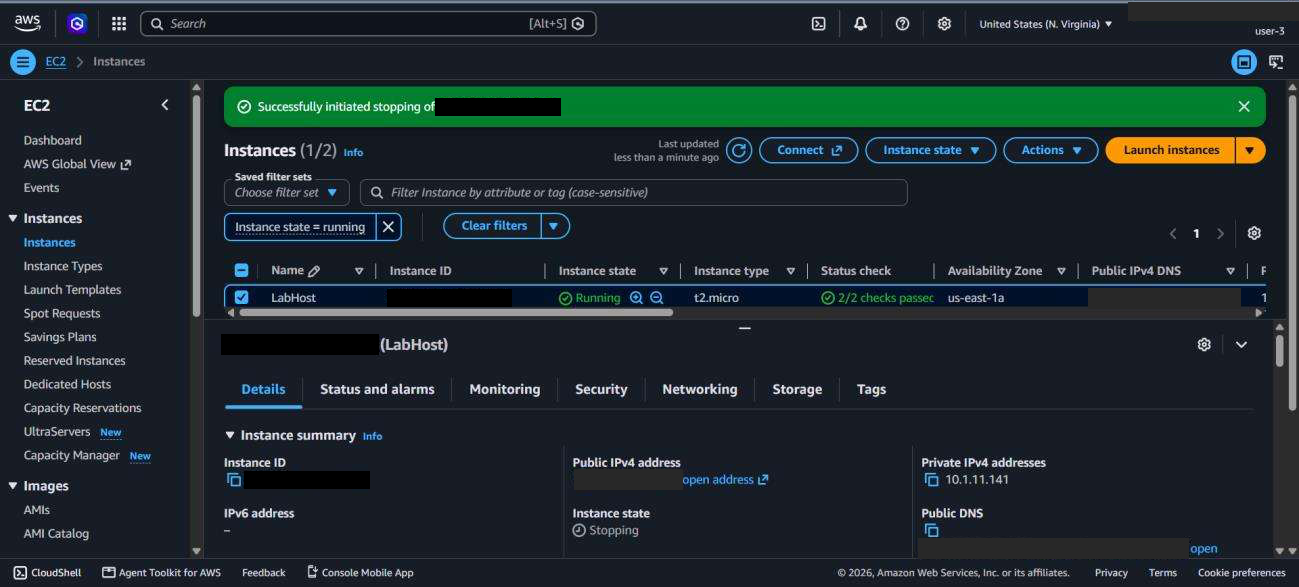 aws
Search [Alt+S]
United States (N. Virginia)
user-3
EC2 > Instances
EC2
Dashboard
AWS Global View
Events
Instances
Instances
Instance Types
Launch Templates
Spot Requests
Savings Plans
Reserved Instances
Dedicated Hosts
Capacity Reservations
UltraServers New
Capacity Manager New
Images
AMIs
AMI Catalog
Successfully initiated stopping of
Instances (1/2) Info
Last updated
less than a minute ago
Connect
Instance state
Actions
Launch instances
Saved filter sets
Choose filter set
Filter Instance by attribute or tag (case-sensitive)
Instance state = running
Clear filters
1
Name Instance ID Instance state Instance type Status check Availability Zone Public IPv4 DNS
LabHost Running t2.micro 2/2 checks passed us-east-1a 1
(LabHost)
Details Status and alarms Monitoring Security Networking Storage Tags
Instance summary Info
Instance ID
Public IPv4 address
open address
Private IPv4 addresses
10.1.11.141
IPv6 address
–
Instance state
Stopping
Public DNS
open
CloudShell Agent Toolkit for AWS Feedback Console Mobile App © 2026, Amazon Web Services, Inc. or its affiliates. Privacy Terms Cookie preferences